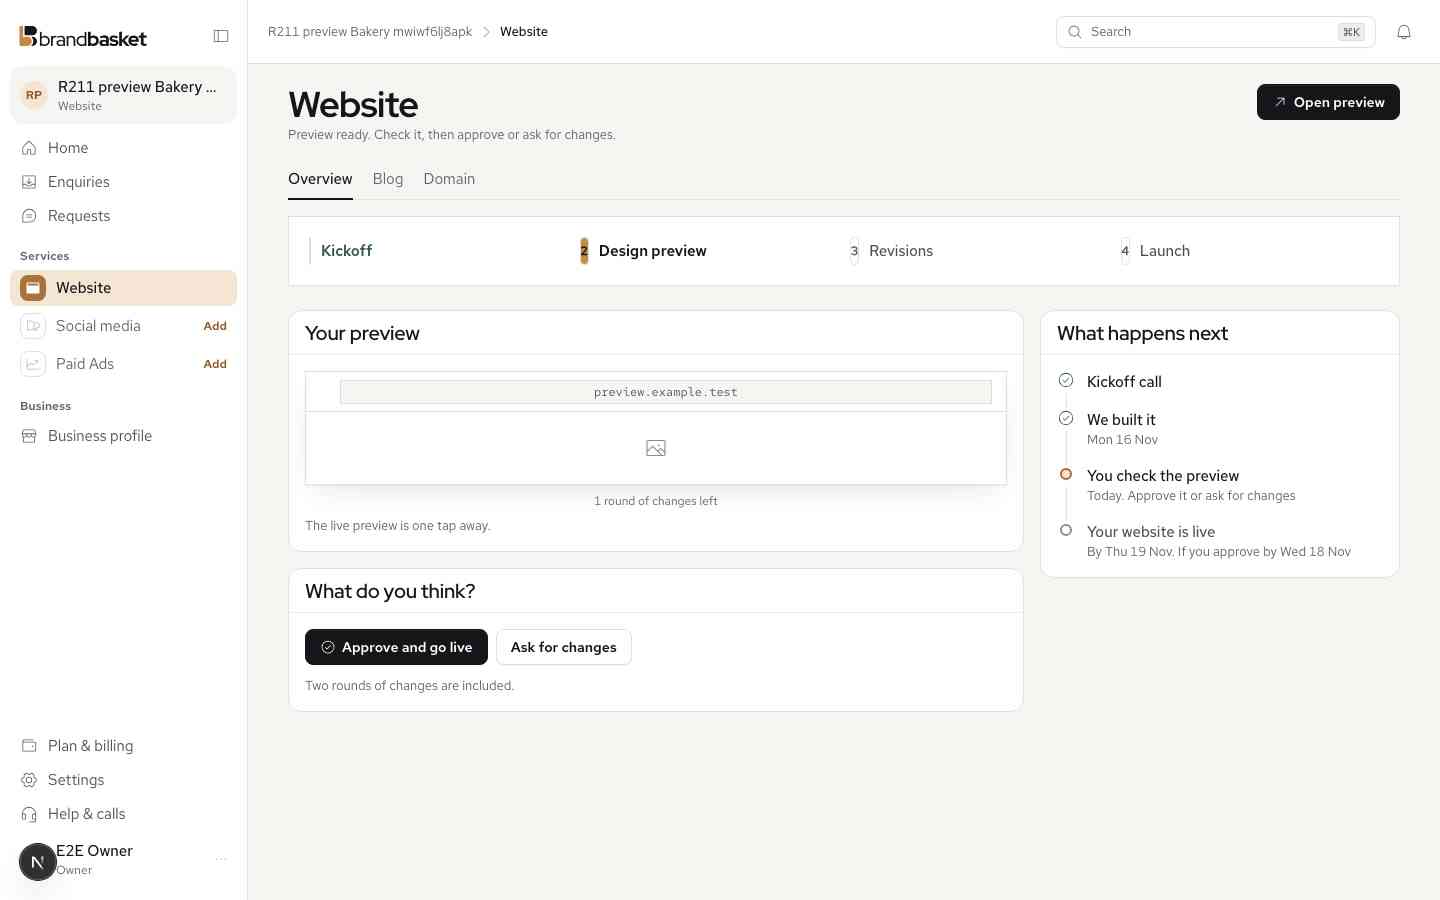 brandbasket
R211 preview Bakery mwiwf6lj8apk
Website
Search
⌘K
RP
R211 preview Bakery ...
Website
Home
Enquiries
Requests
Services
Website
Social media
Add
Paid Ads
Add
Business
Business profile
Plan & billing
Settings
Help & calls
N
E2E Owner
Owner
Website
Open preview
Preview ready. Check it, then approve or ask for changes.
Overview
Blog
Domain
Kickoff
2
Design preview
3
Revisions
4
Launch
Your preview
preview.example.test
1 round of changes left
The live preview is one tap away.
What do you think?
Approve and go live
Ask for changes
Two rounds of changes are included.
What happens next
Kickoff call
We built it
Mon 16 Nov
You check the preview
Today. Approve it or ask for changes
Your website is live
By Thu 19 Nov. If you approve by Wed 18 Nov